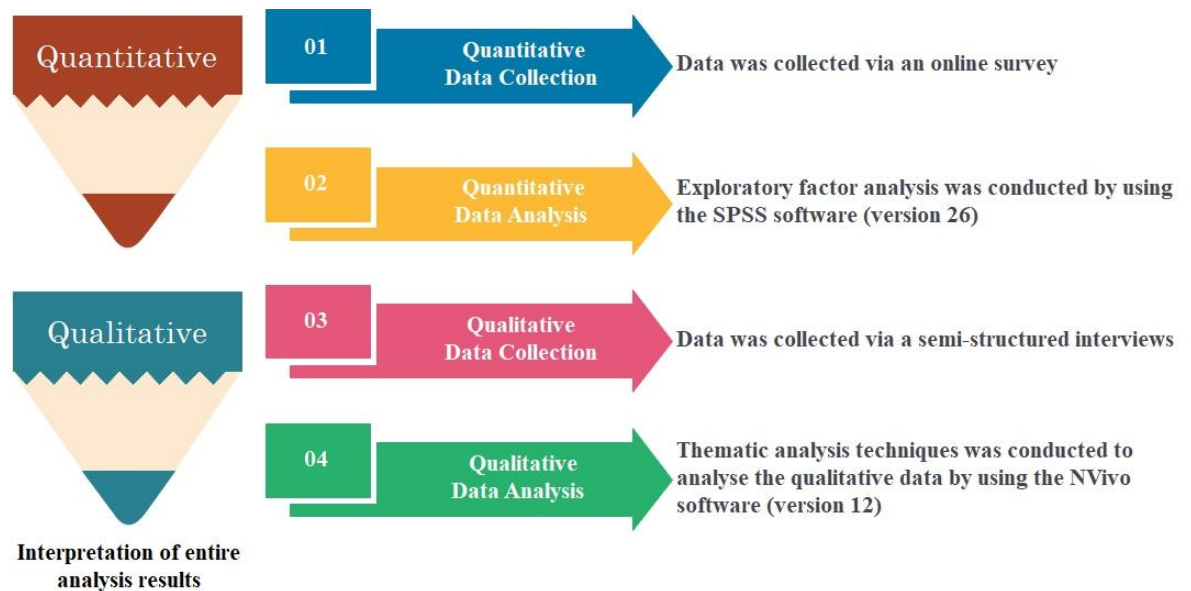 Quantitative
01
Quantitative
Data Collection
Data was collected via an online survey
02
Quantitative
Data Analysis
Exploratory factor analysis was conducted by using
the SPSS software (version 26)
Qualitative
03
Qualitative
Data Collection
Data was collected via a semi-structured interviews
04
Qualitative
Data Analysis
Thematic analysis techniques was conducted to
analyse the qualitative data by using the NVivo
software (version 12)
Interpretation of entire
analysis results